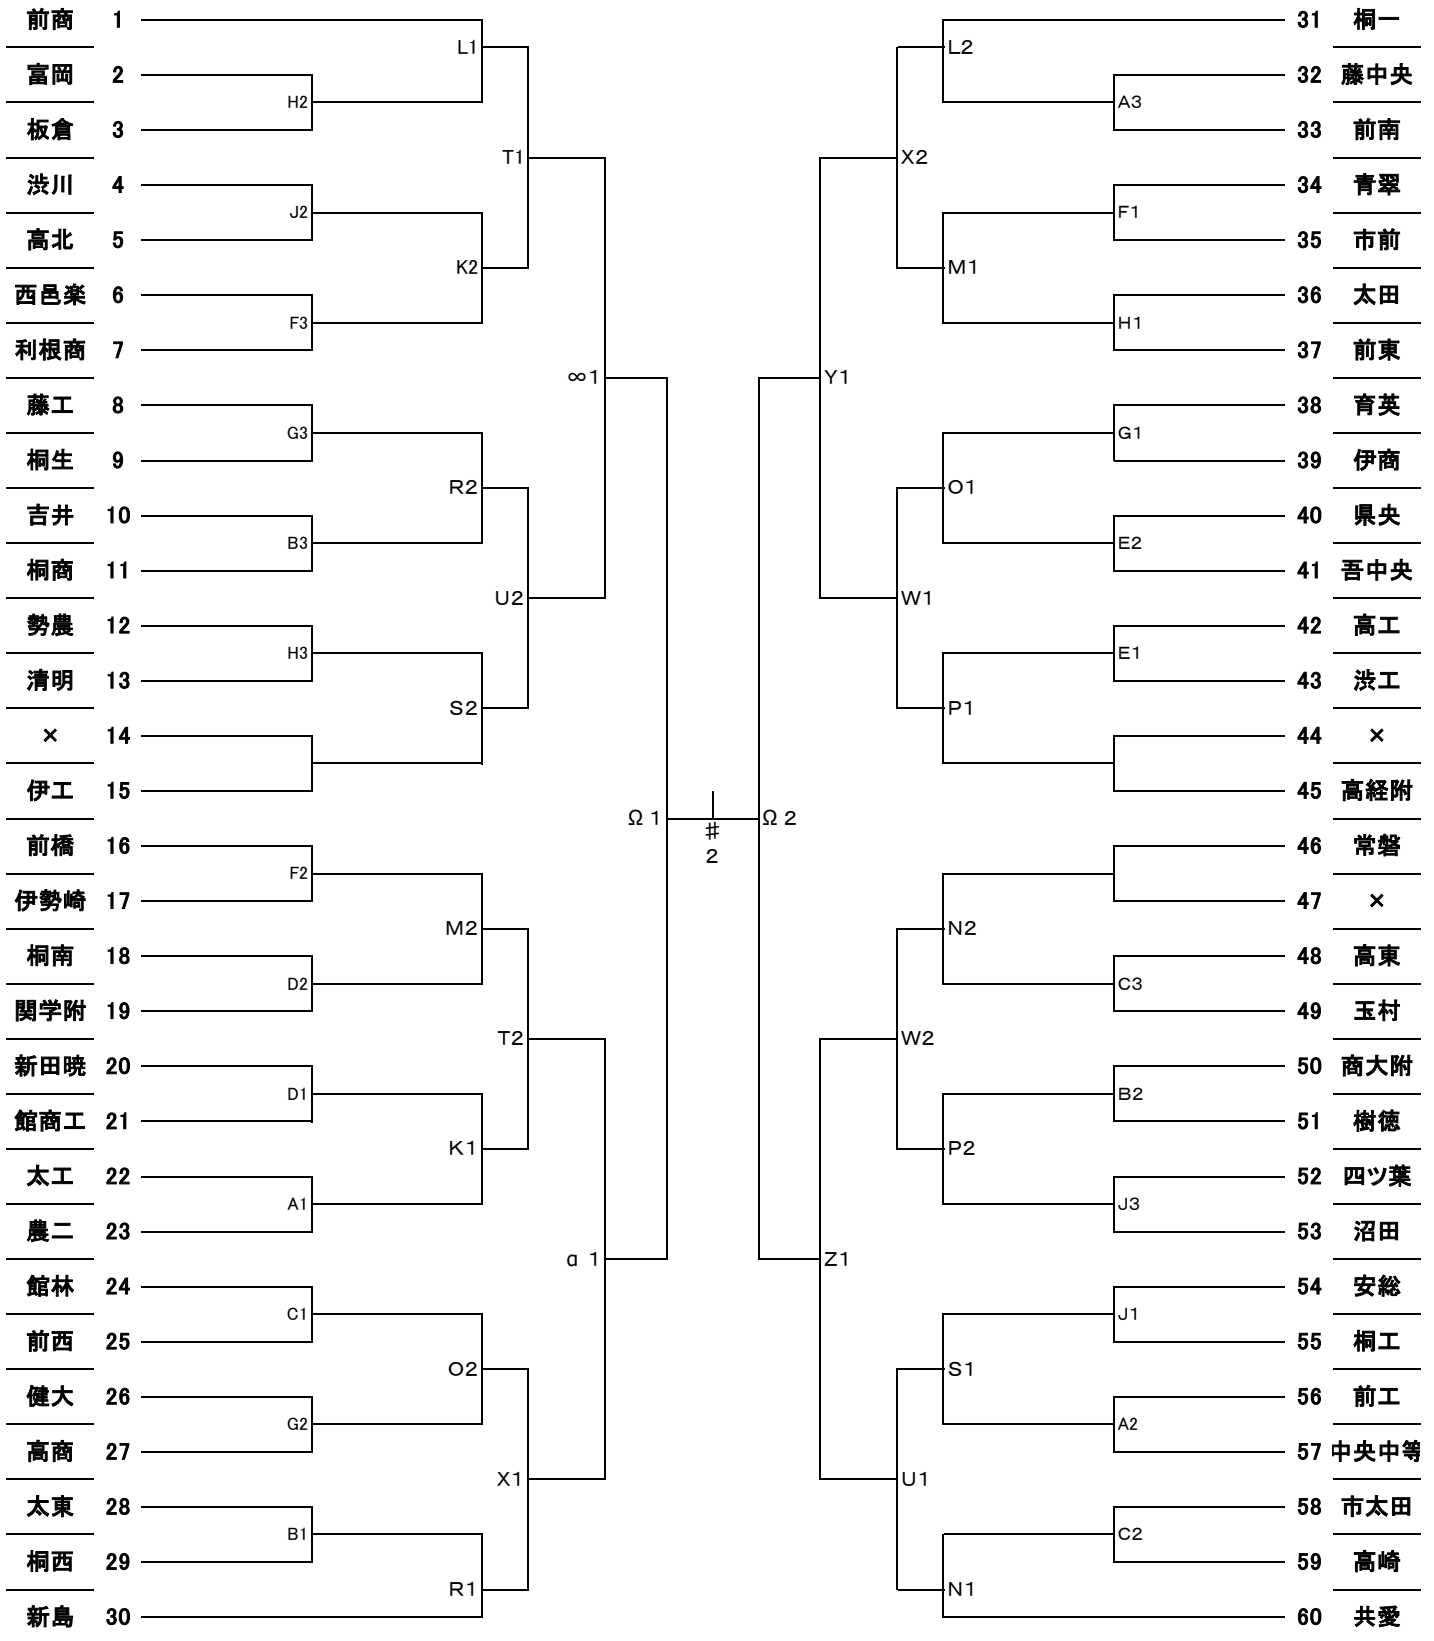 前商 1
L1
富岡 2
H2
板倉 3
T1
渋川 4
J2
高北 5
K2
西邑楽 6
F3
利根商 7
∞1
藤工 8
G3
桐生 9
R2
吉井 10
B3
桐商 11
U2
勢農 12
H3
清明 13
S2
× 14
伊工 15
Ω 1
前橋 16
F2
伊勢崎 17
M2
桐南 18
D2
関学附 19
T2
新田暁 20
D1
館商工 21
K1
太工 22
A1
農二 23
α 1
館林 24
C1
前西 25
O2
健大 26
G2
高商 27
X1
太東 28
B1
桐西 29
R1
新島 30
#
2
31 桐一
L2
32 藤中央
A3
33 前南
X2
34 青翠
F1
35 市前
M1
36 太田
H1
37 前東
Y1
38 育英
G1
39 伊商
O1
40 県央
E2
41 吾中央
W1
42 高工
E1
43 渋工
P1
44 ×
45 高経附
Ω 2
46 常磐
47 ×
N2
48 高東
C3
49 玉村
W2
50 商大附
B2
51 樹徳
P2
52 四ツ葉
J3
53 沼田
Z1
54 安総
J1
55 桐工
S1
56 前工
A2
57 中央中等
U1
58 市太田
C2
59 高崎
N1
60 共愛